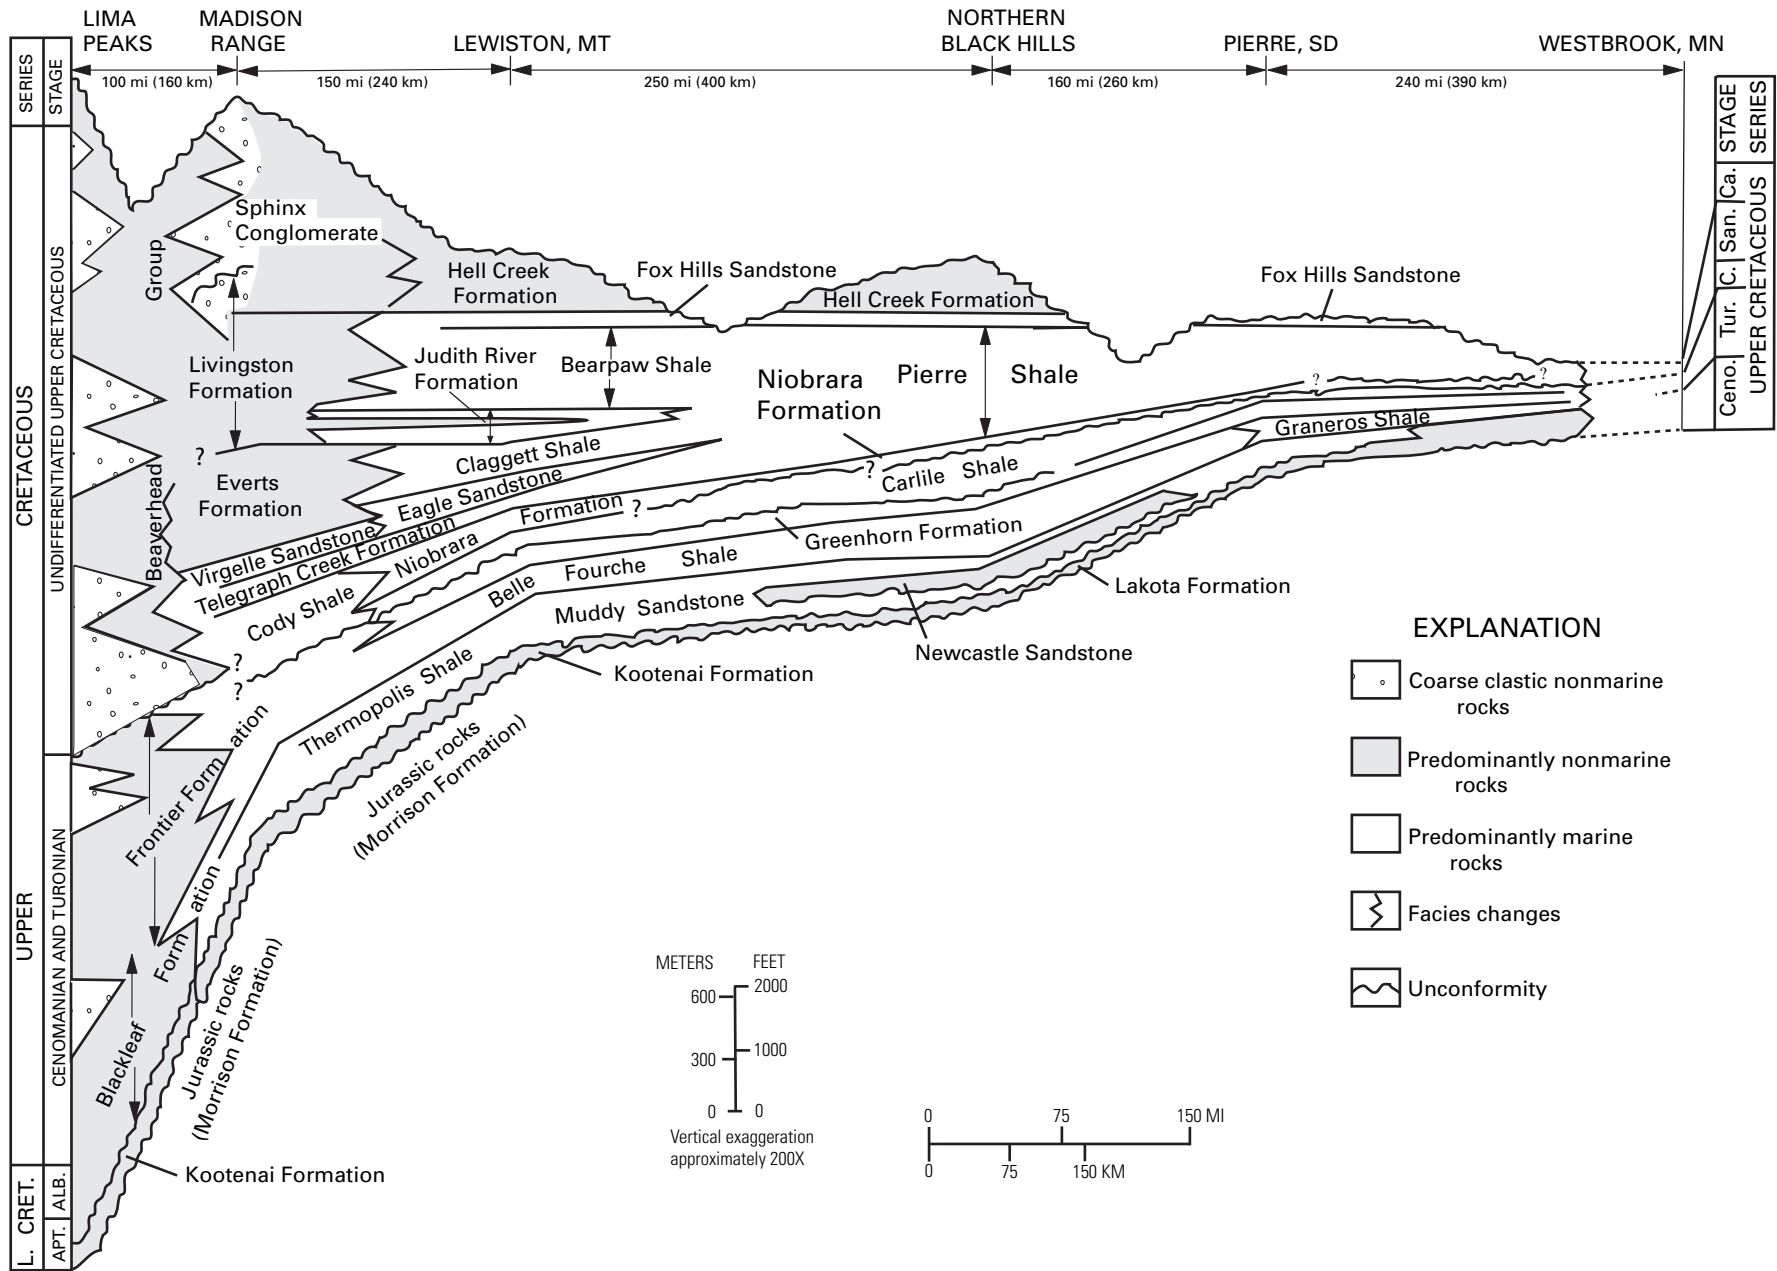 LIMA
PEAKS
MADISON
RANGE
LEWISTON, MT
NORTHERN
BLACK HILLS
PIERRE, SD
WESTBROOK, MN
100 mi (160 km)
150 mi (240 km)
250 mi (400 km)
160 mi (260 km)
240 mi (390 km)
SERIES
STAGE
CRETACEOUS
UPPER
L. CRET.
UNDIFFERENTIATED UPPER CRETACEOUS
CENOMANIAN AND TURONIAN
ALB.
APT.
STAGE
SERIES
Ca.
San.
C.
Tur.
Ceno.
UPPER CRETACEOUS
Sphinx
Conglomerate
Group
Beaverhead
Hell Creek
Formation
Fox Hills Sandstone
Hell Creek Formation
Fox Hills Sandstone
Livingston
Formation
Judith River
Formation
Bearpaw Shale
Niobrara
Formation
Pierre Shale
?
?
Graneros Shale
?
Everts
Formation
Claggett Shale
Eagle Sandstone
?
Carlile Shale
Virgelle Sandstone
Telegraph Creek Formation
Niobrara Formation
?
Greenhorn Formation
Cody Shale
Belle Fourche Shale
Muddy Sandstone
Lakota Formation
Newcastle Sandstone
?
?
Kootenai Formation
Thermopolis Shale
Frontier Form
ation
Jurassic rocks
(Morrison Formation)
Blackleaf
Form
ation
Jurassic rocks
(Morrison Formation)
Kootenai Formation
METERS
FEET
600
2000
300
1000
0
0
Vertical exaggeration
approximately 200X
0
75
150 MI
0
75
150 KM
EXPLANATION
Coarse clastic nonmarine
rocks
Predominantly nonmarine
rocks
Predominantly marine
rocks
Facies changes
Unconformity